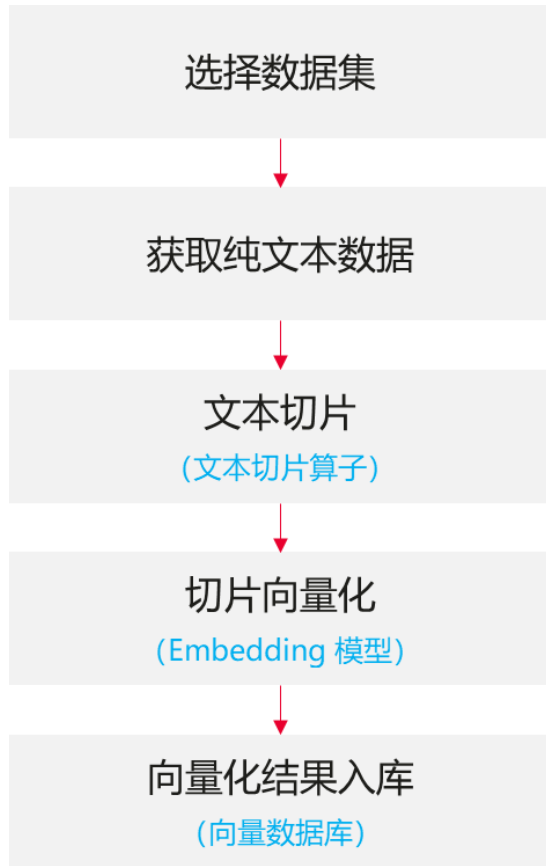 选择数据集
获取纯文本数据
文本切片
(文本切片算子)
切片向量化
(Embedding 模型)
向量化结果入库
(向量数据库)